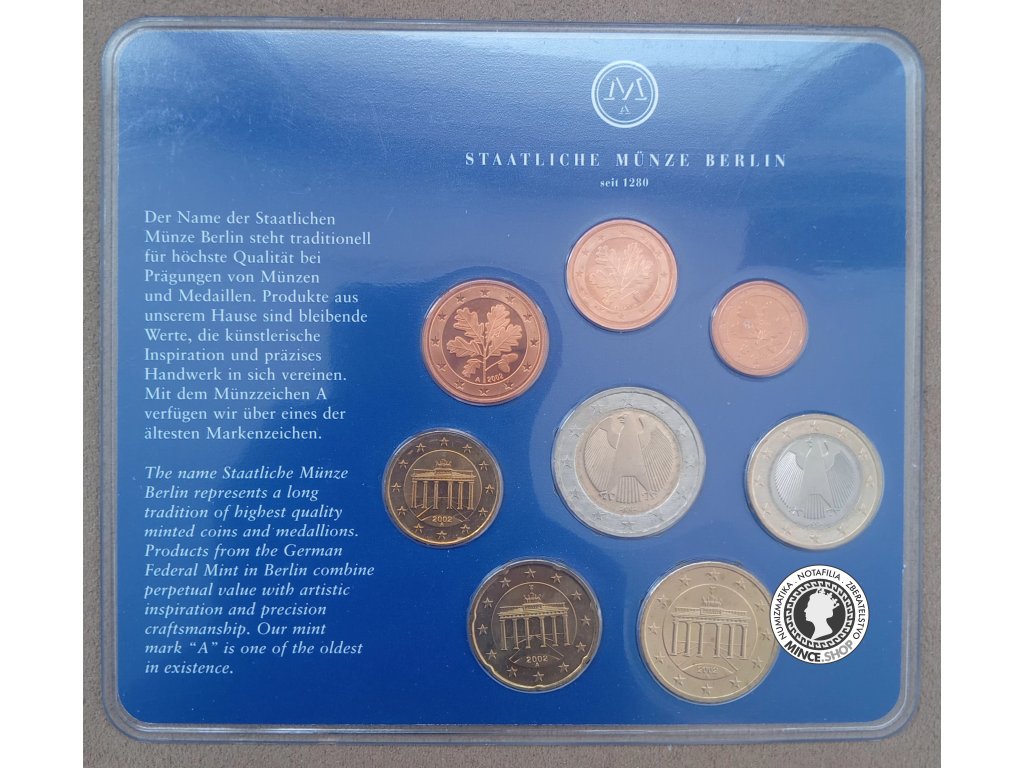 M
A
STAATLICHE MÜNZE BERLIN
seit 1280
Der Name der Staatlichen
Münze Berlin steht traditionell
für höchste Qualität bei
Prägungen von Münzen
und Medaillen. Produkte aus
unserem Hause sind bleibende
Werte, die künstlerische
Inspiration und präzises
Handwerk in sich vereinen.
Mit dem Münzzeichen A
verfügen wir über eines der
ältesten Markenzeichen.
The name Staatliche Münze
Berlin represents a long
tradition of highest quality
minted coins and medallions.
Products from the German
Federal Mint in Berlin combine
perpetual value with artistic
inspiration and precision
craftsmanship. Our mint
mark “A” is one of the oldest
in existence.
A 2002
2002
A
2002
A
2002
NUMIZMATIKA . NOTAFILIA . ZBERATELSTVO
MINCE.SHOP